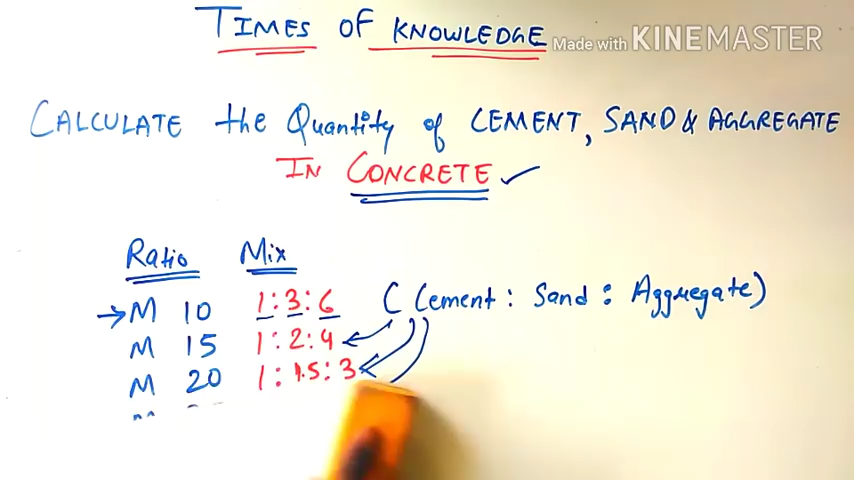 TIMES OF KNOWLEDGE
Made with KINEMASTER
CALCULATE the Quantity of CEMENT, SAND & AGGREGATE
IN CONCRETE
Ratio Mix
M 10 1:3:6 (Cement : Sand : Aggregate)
M 15 1:2:4
M 20 1:1.5:3